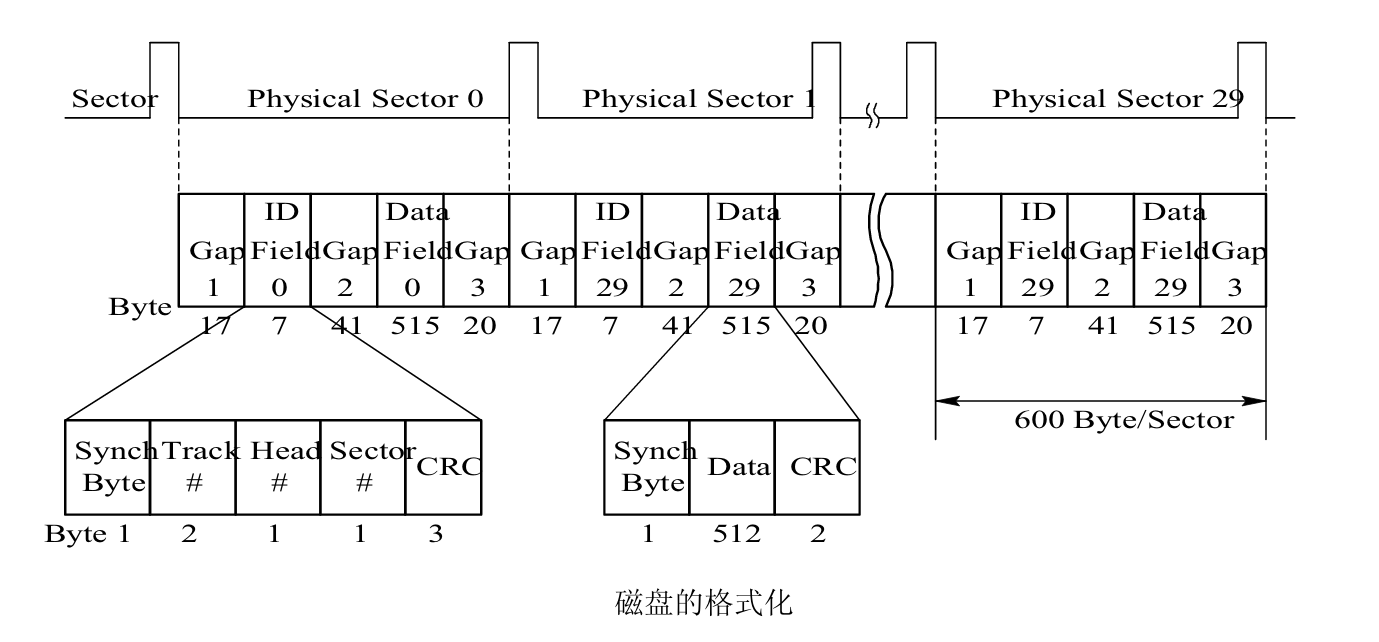 Sector Physical Sector 0 Physical Sector 1 Physical Sector 29
ID Data ID Data ID Data
Gap Field Gap Field Gap Gap Field Gap Field Gap Gap Field Gap Field Gap
1 0 2 0 3 1 29 2 29 3 1 29 2 29 3
Byte
17 7 41 515 20 17 7 41 515 20 17 7 41 515 20
600 Byte/Sector
Synch Track Head Sector CRC Synch Data CRC
Byte # # # Byte
Byte 1 2 1 1 3 1 512 2
磁盘的格式化